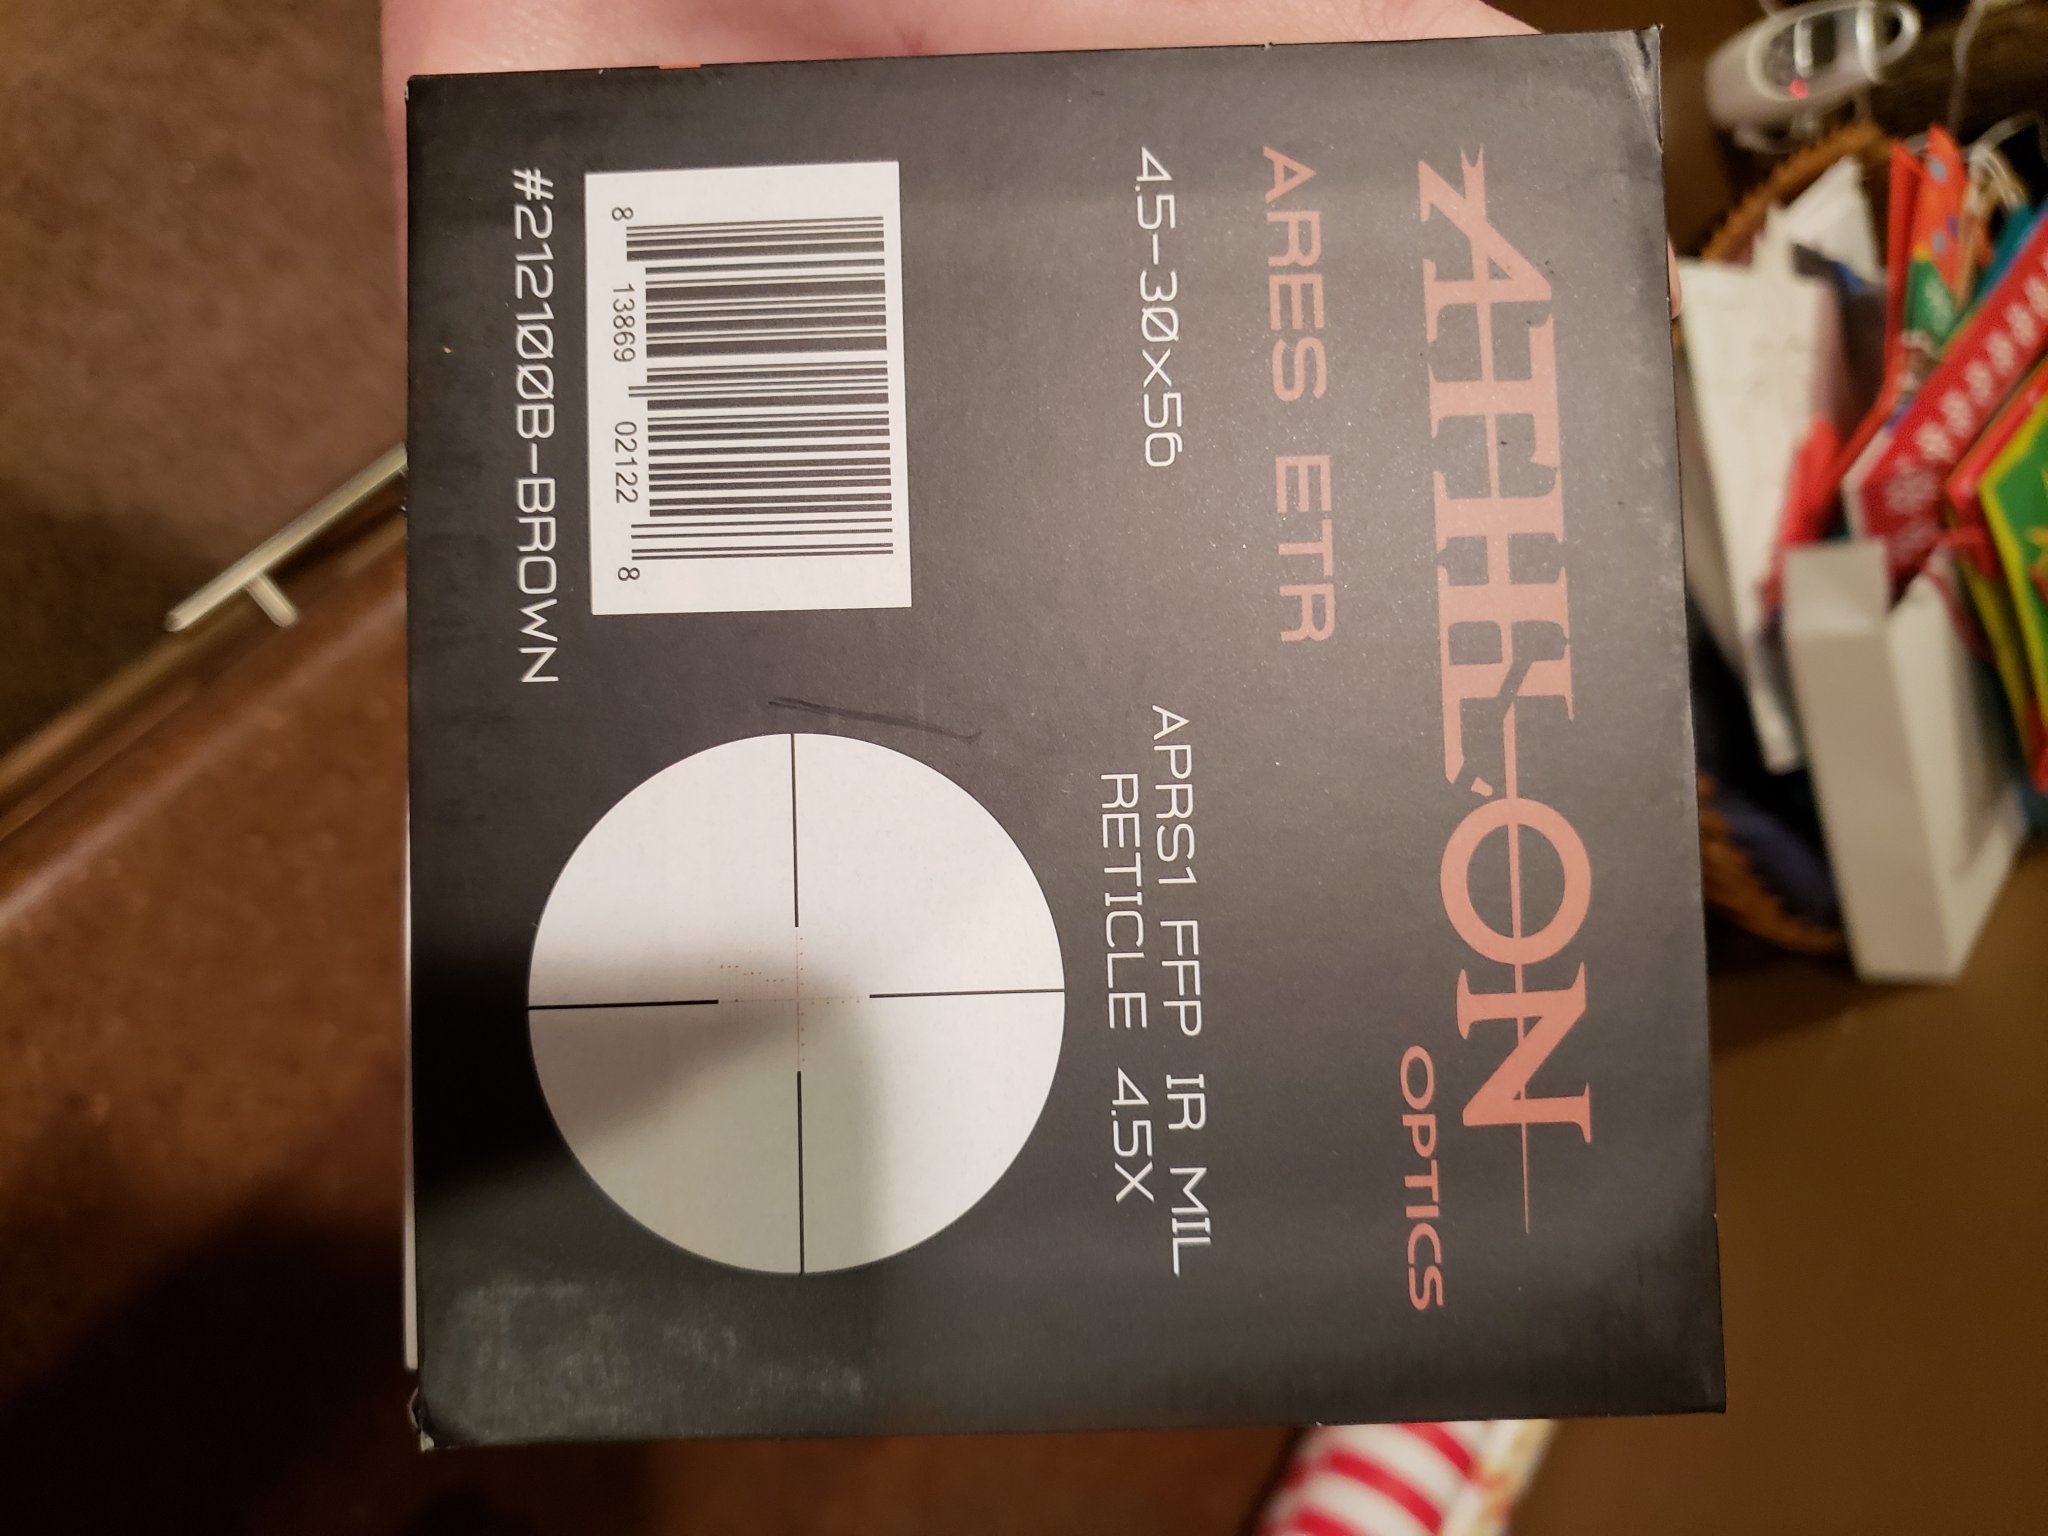 ATHLON
OPTICS
ARES ETR
4.5-30x56
APRS1 FFP IR MIL
RETICLE 4.5X
8 13869 02122 8
#212100B-BROWN